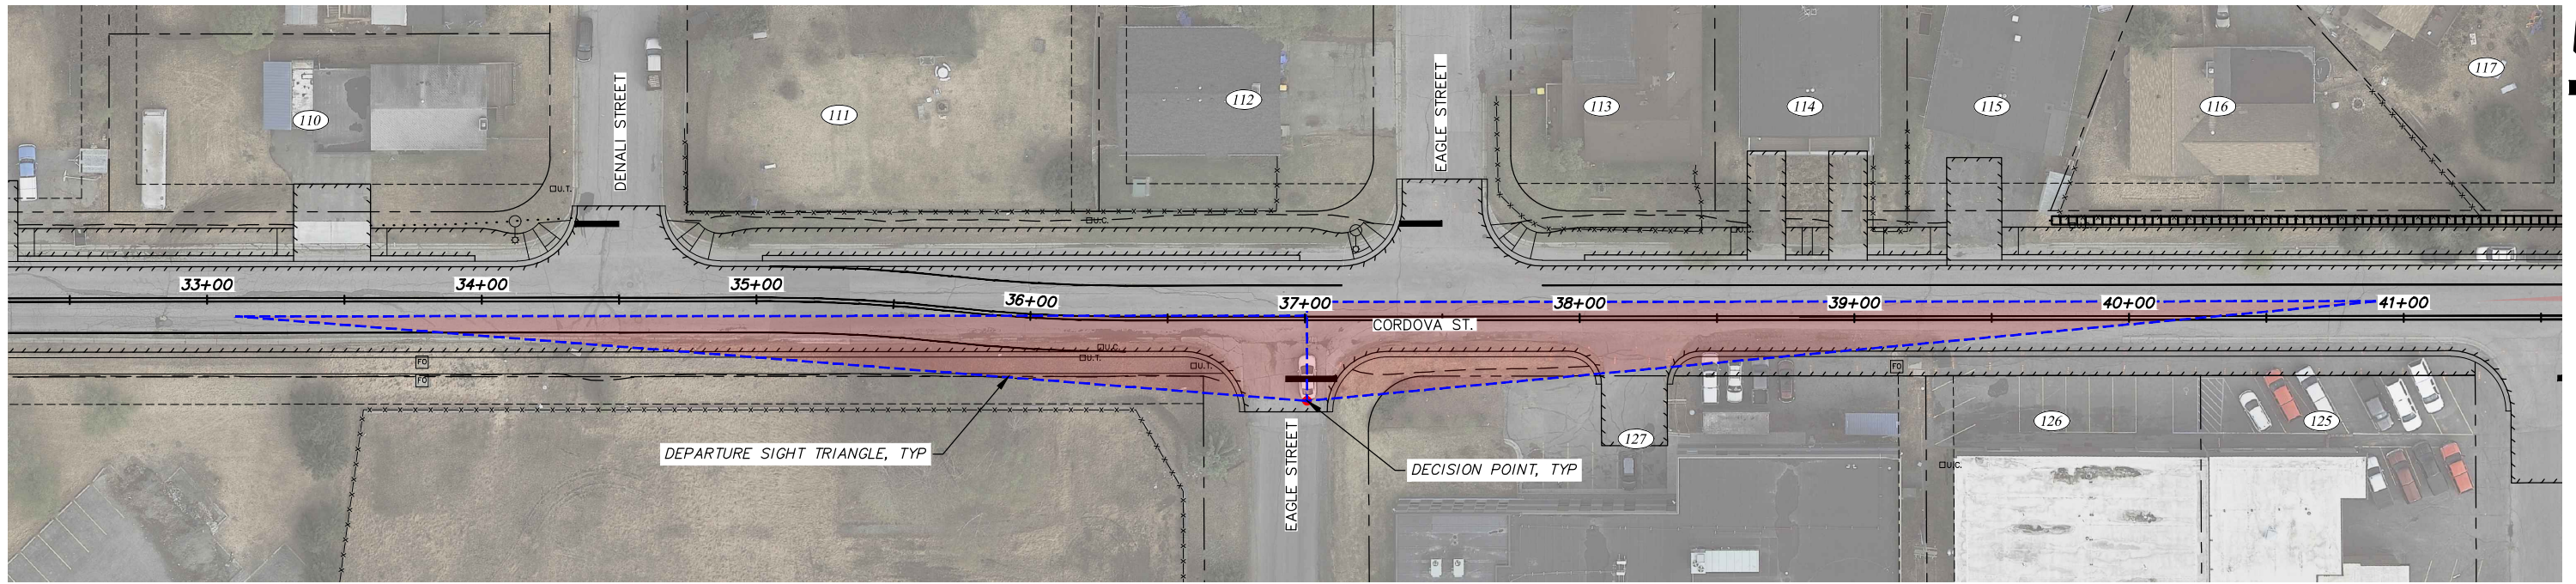 117
112
113
114
115
116
110
111
DENALI STREET
EAGLE STREET
U.T.
U.C.
33+00
34+00
35+00
36+00
37+00
38+00
39+00
40+00
41+00
CORDOVA ST.
U.C.
U.T.
U.T.
FO
FO
FO
126
125
127
DEPARTURE SIGHT TRIANGLE, TYP
DECISION POINT, TYP
EAGLE STREET
U.C.